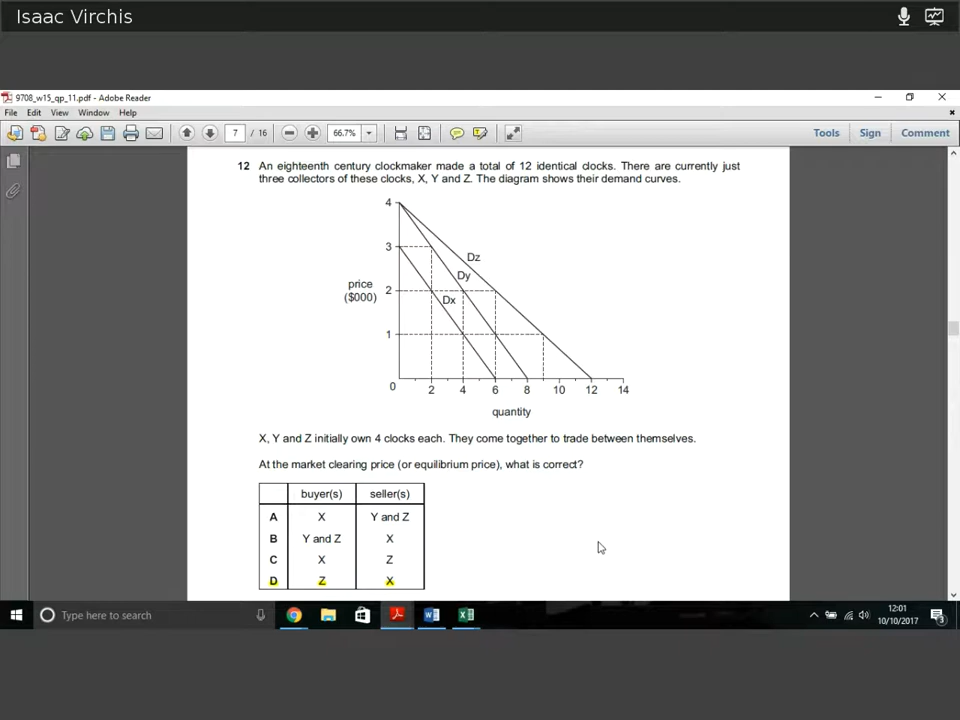 Isaac Virchis
9708_w15_qp_11.pdf - Adobe Reader
File Edit View Window Help
7 / 16 66.7% Tools Sign Comment
12 An eighteenth century clockmaker made a total of 12 identical clocks. There are currently just
three collectors of these clocks, X, Y and Z. The diagram shows their demand curves.
4
3
2
1
0
price
($000)
Dz
Dy
Dx
2 4 6 8 10 12 14
quantity
X, Y and Z initially own 4 clocks each. They come together to trade between themselves.
At the market clearing price (or equilibrium price), what is correct?
buyer(s) seller(s)
A X Y and Z
B Y and Z X
C X Z
D Z X
Type here to search
12:01
10/10/2017
3